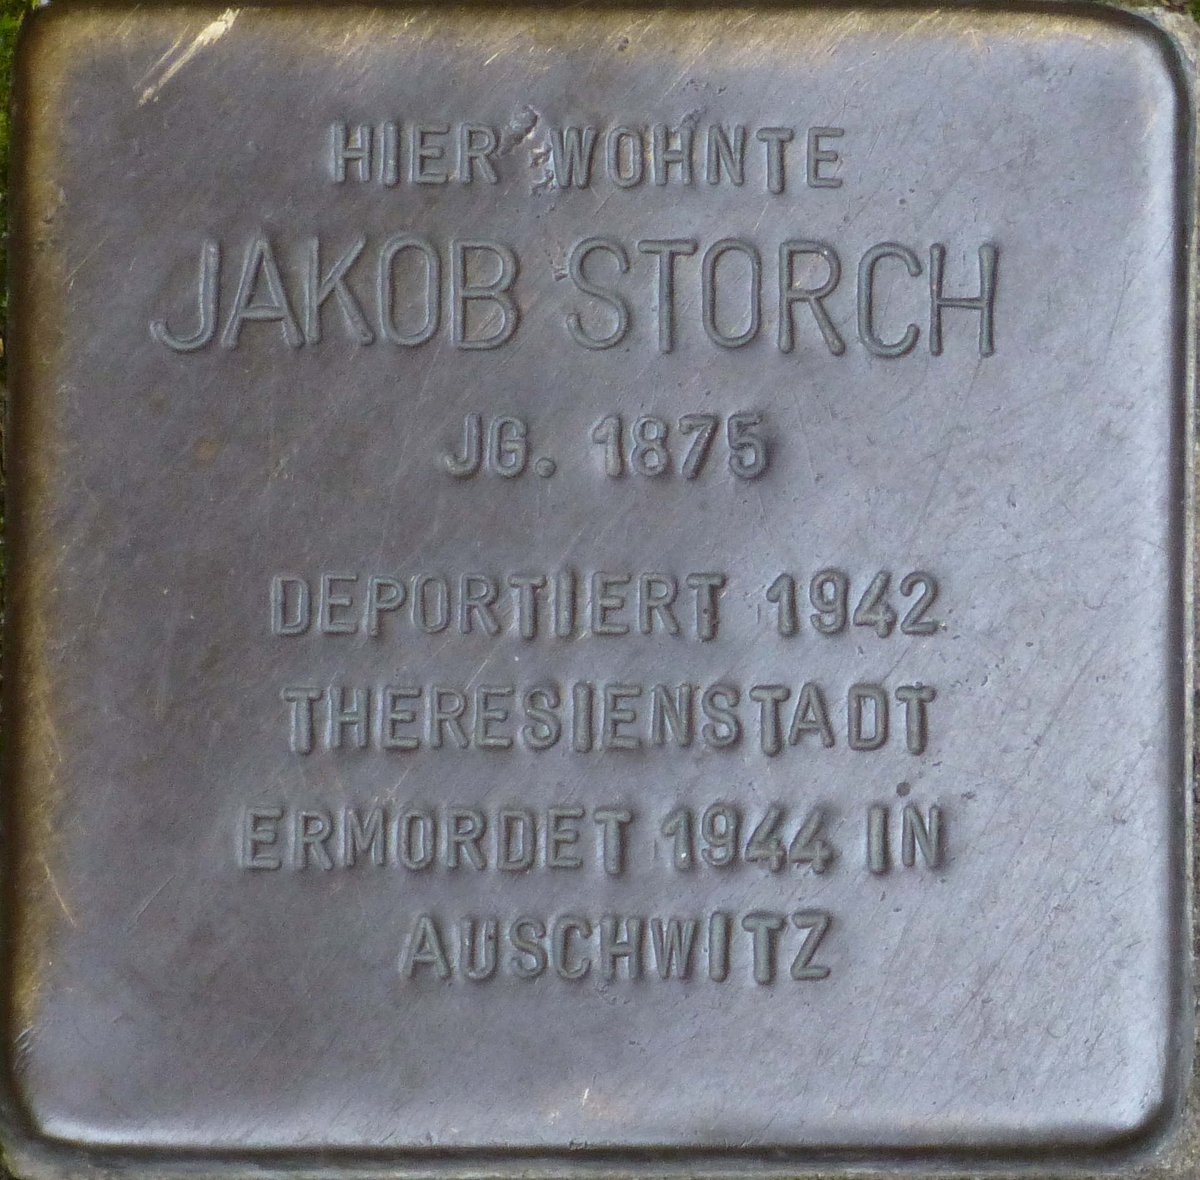 HIER WOHNTE
JAKOB STORCH
JG. 1875
DEPORTIERT 1942
THERESIENSTADT
ERMORDET 1944 IN
AUSCHWITZ